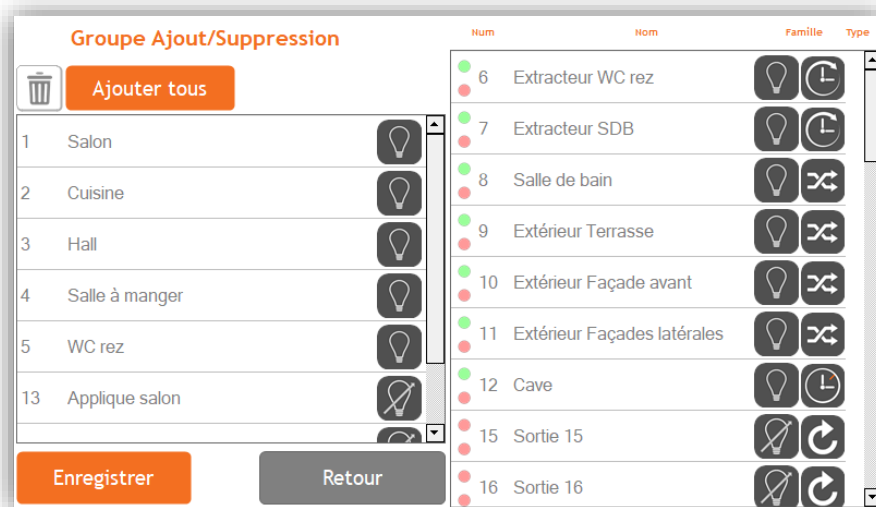 Groupe Ajout/Suppression
Ajouter tous
1 Salon
2 Cuisine
3 Hall
4 Salle à manger
5 WC rez
13 Applique salon
Enregistrer
Retour
Num Nom Famille Type
6 Extracteur WC rez
7 Extracteur SDB
8 Salle de bain
9 Extérieur Terrasse
10 Extérieur Façade avant
11 Extérieur Façades latérales
12 Cave
15 Sortie 15
16 Sortie 16